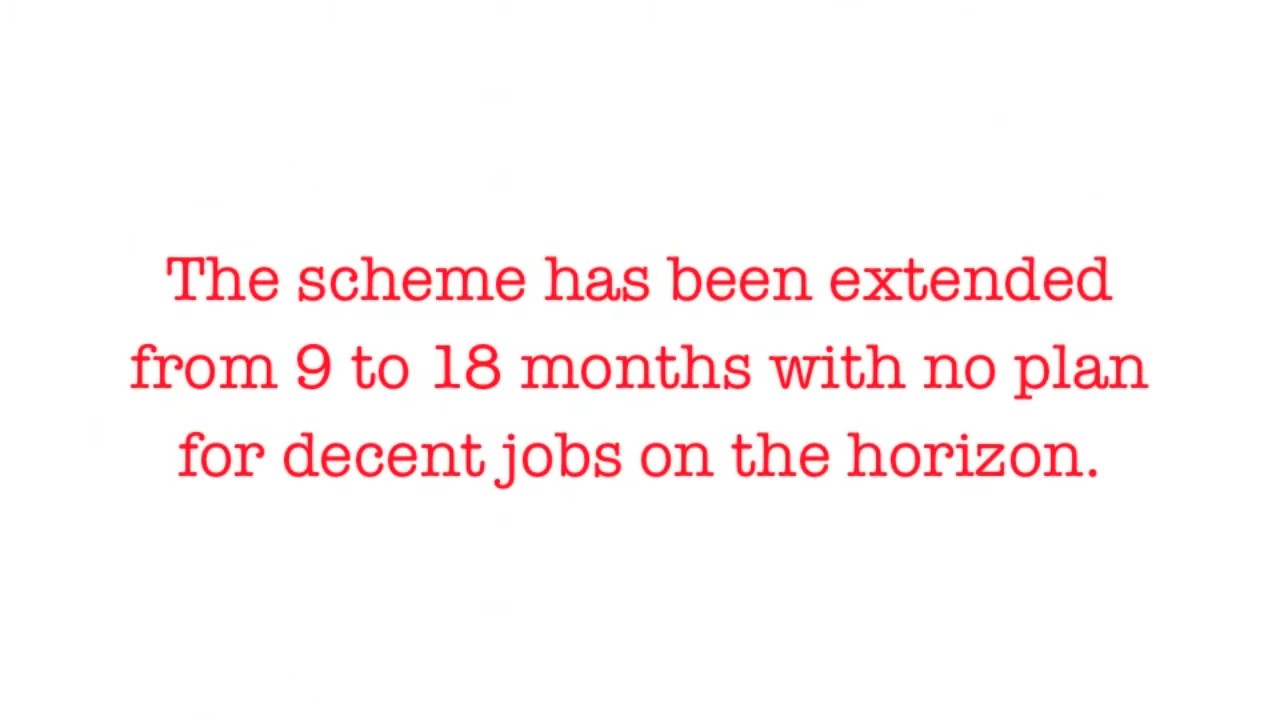 The scheme has been extended
from 9 to 18 months with no plan
for decent jobs on the horizon.